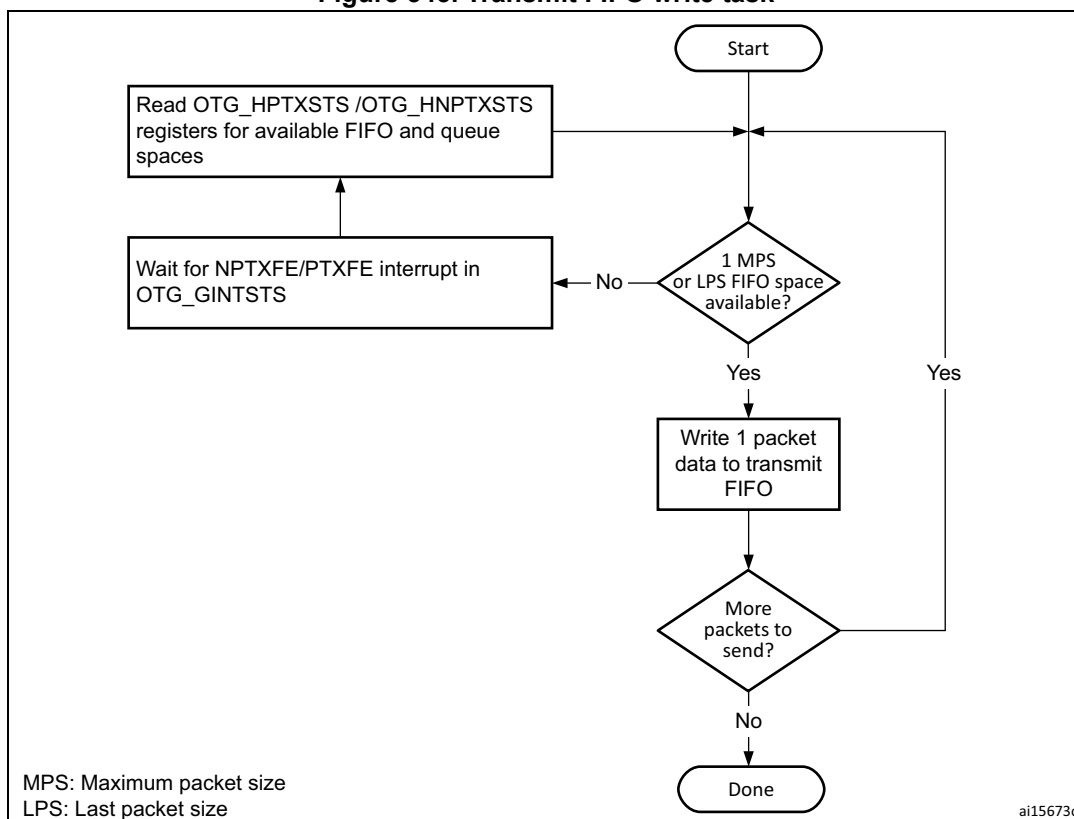 Figure Transmit FIFO write task
Start
Read OTG_HPTXSTS /OTG_HNPTXSTS
registers for available FIFO and queue
spaces
Wait for NPTXFE/PTXFE interrupt in
OTG_GINTSTS
No
1 MPS
or LPS FIFO space
available?
Yes
Yes
Write 1 packet
data to transmit
FIFO
More
packets to
send?
No
Done
MPS: Maximum packet size
LPS: Last packet size